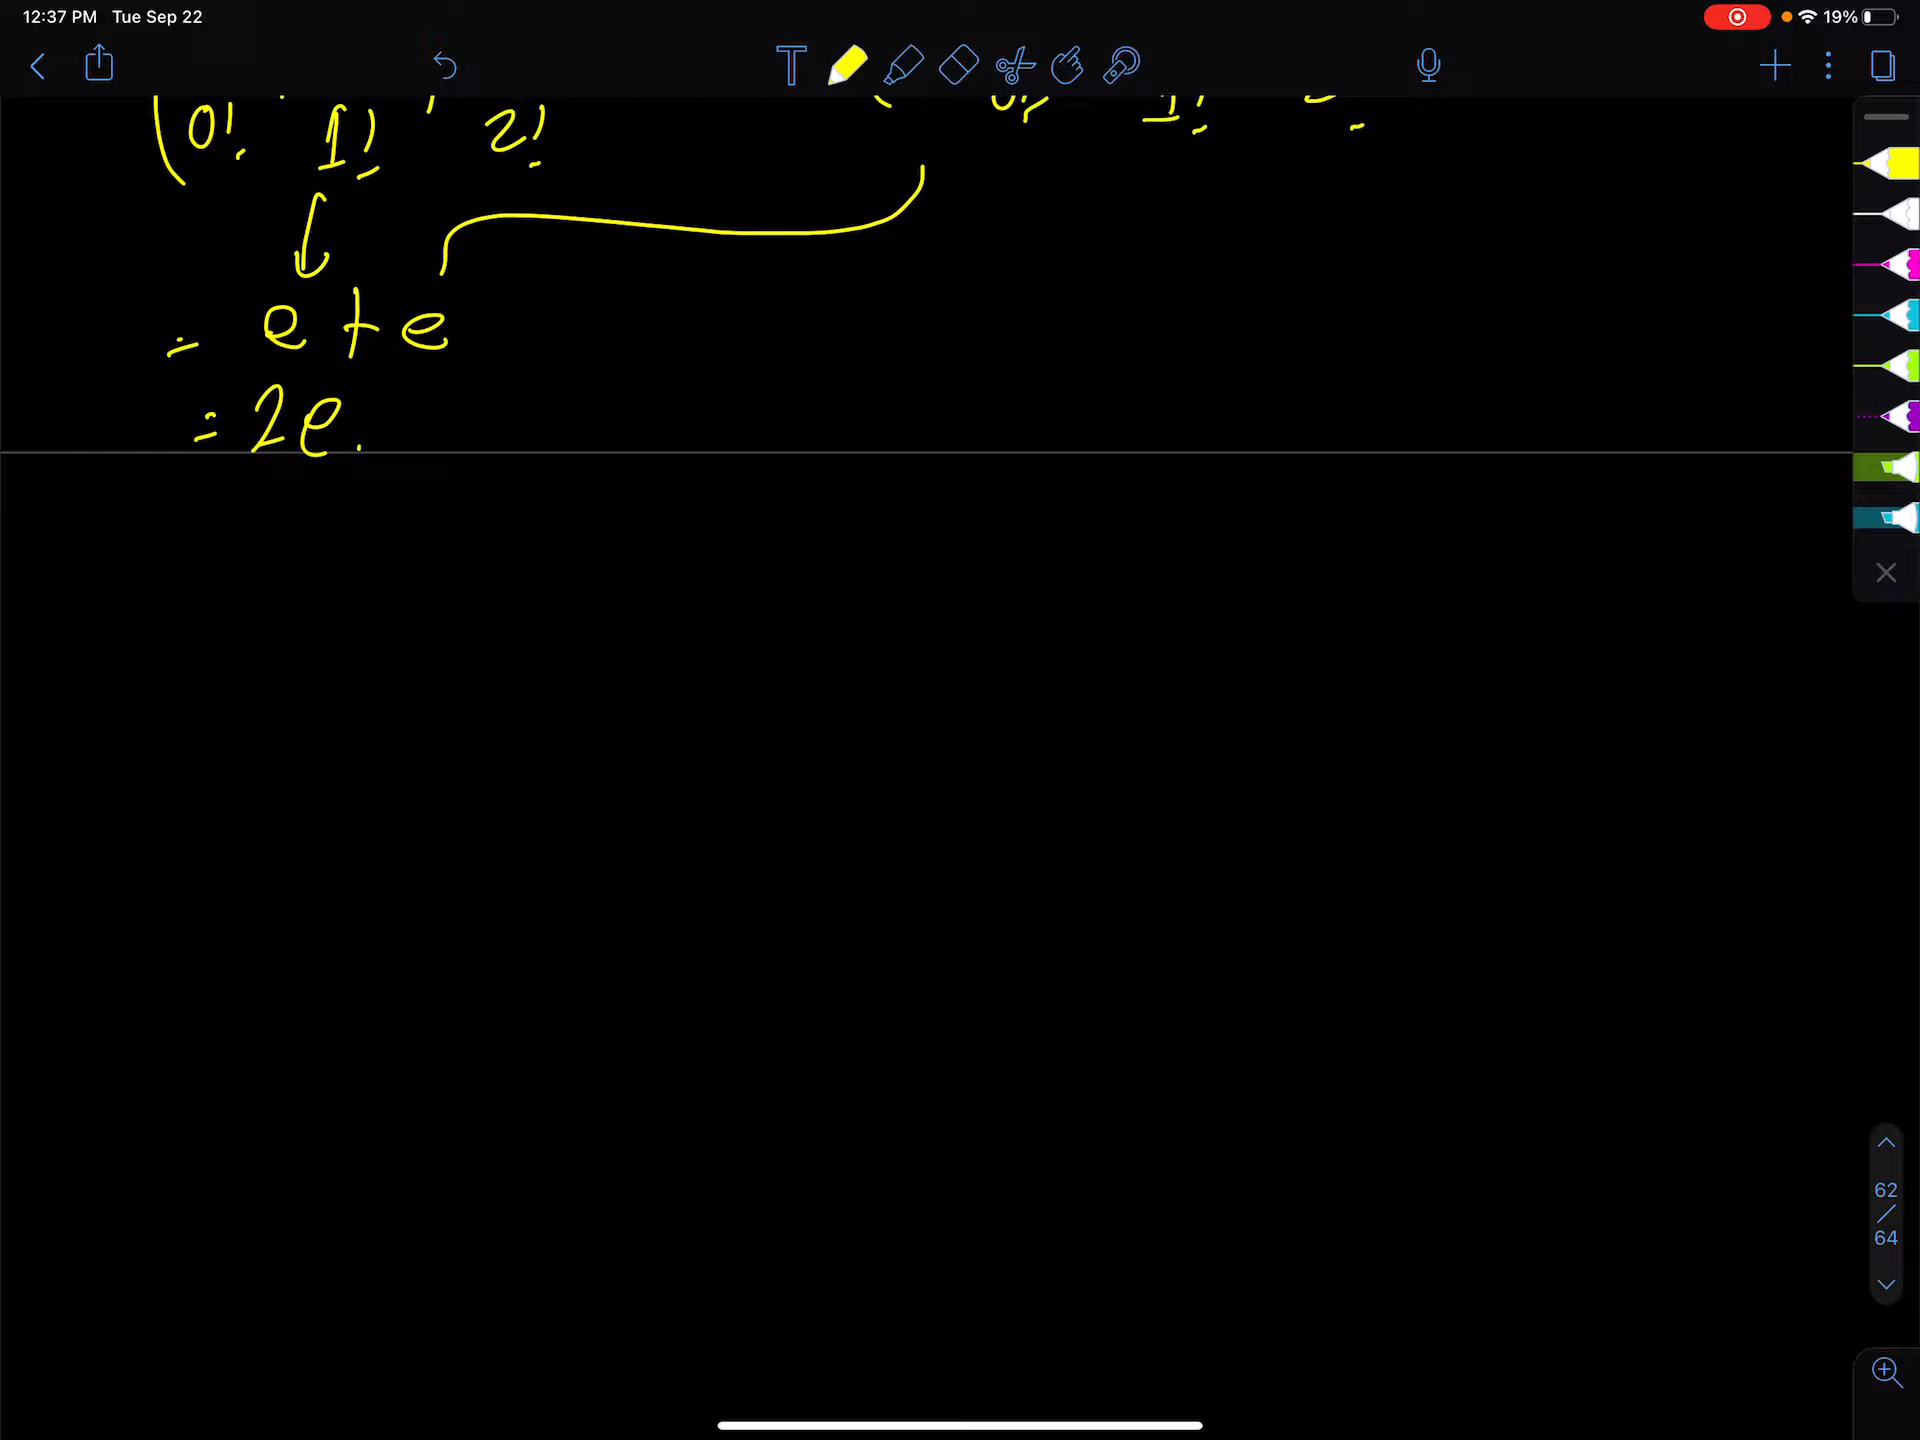 12:37 PM Tue Sep 22
19%
0! 1! 2!
= e + e
= 2e.
62
/
64